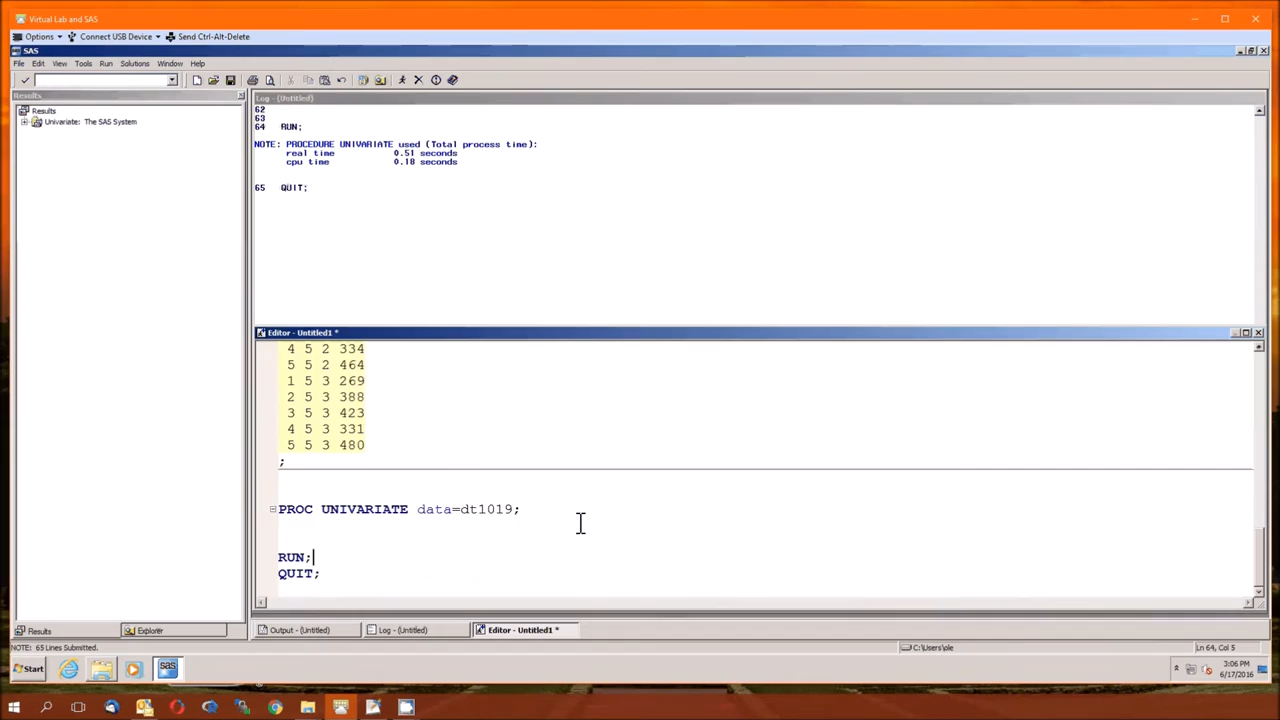 Virtual Lab and SAS
Options Connect USB Device Send Ctrl-Alt-Delete
SAS
File Edit View Tools Run Solutions Window Help
Results
Results
Univariate: The SAS System
Log - (Untitled)
62
63
64 RUN;
NOTE: PROCEDURE UNIVARIATE used (Total process time):
real time 0.51 seconds
cpu time 0.18 seconds
65 QUIT;
Editor - Untitled1 *
4 5 2 334
5 5 2 464
1 5 3 269
2 5 3 388
3 5 3 423
4 5 3 331
5 5 3 480
;
PROC UNIVARIATE data=dt1019;
RUN;
QUIT;
Results Explorer
Output - (Untitled) Log - (Untitled) Editor - Untitled1 *
NOTE: 65 Lines Submitted. C:\Users\ole Ln 64, Col 5
Start sas 3:06 PM
6/17/2016